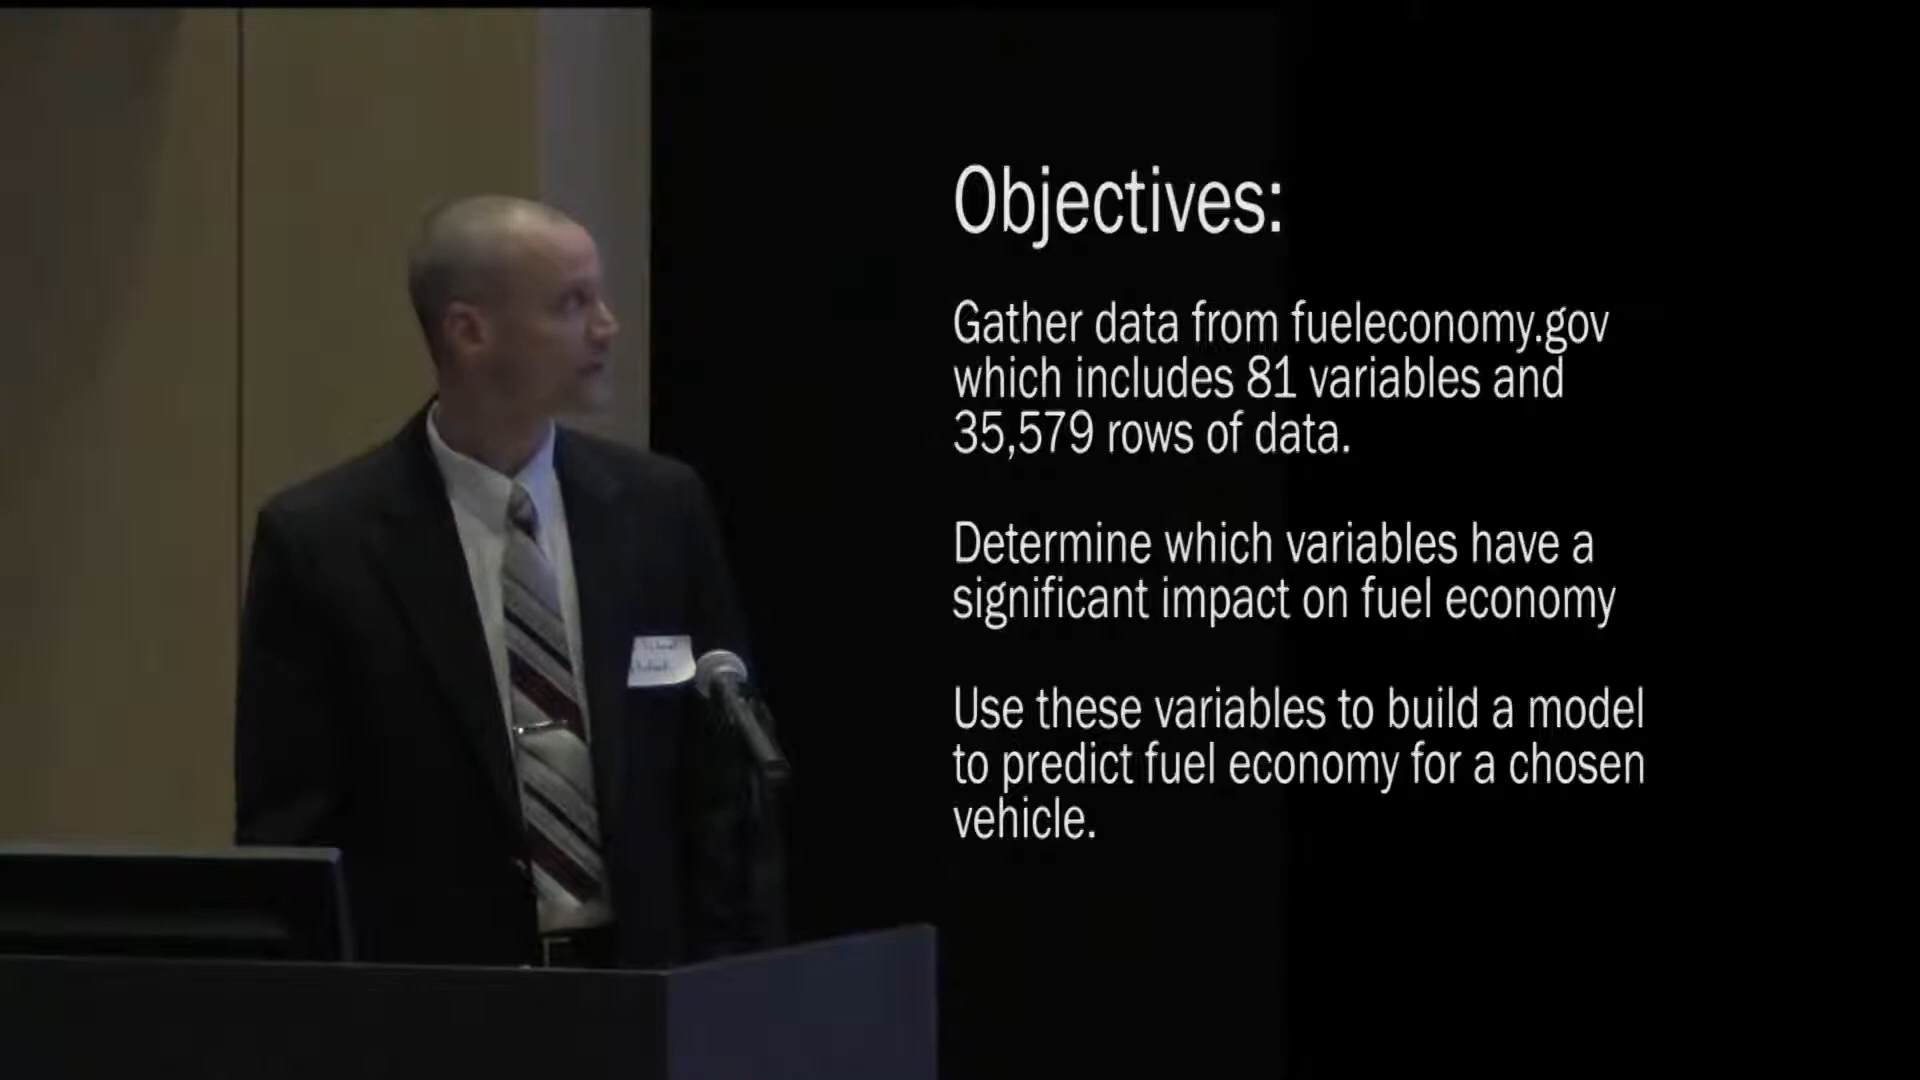 Objectives:
Gather data from fueleconomy.gov
which includes 81 variables and
35,579 rows of data.
Determine which variables have a
significant impact on fuel economy
Use these variables to build a model
to predict fuel economy for a chosen
vehicle.